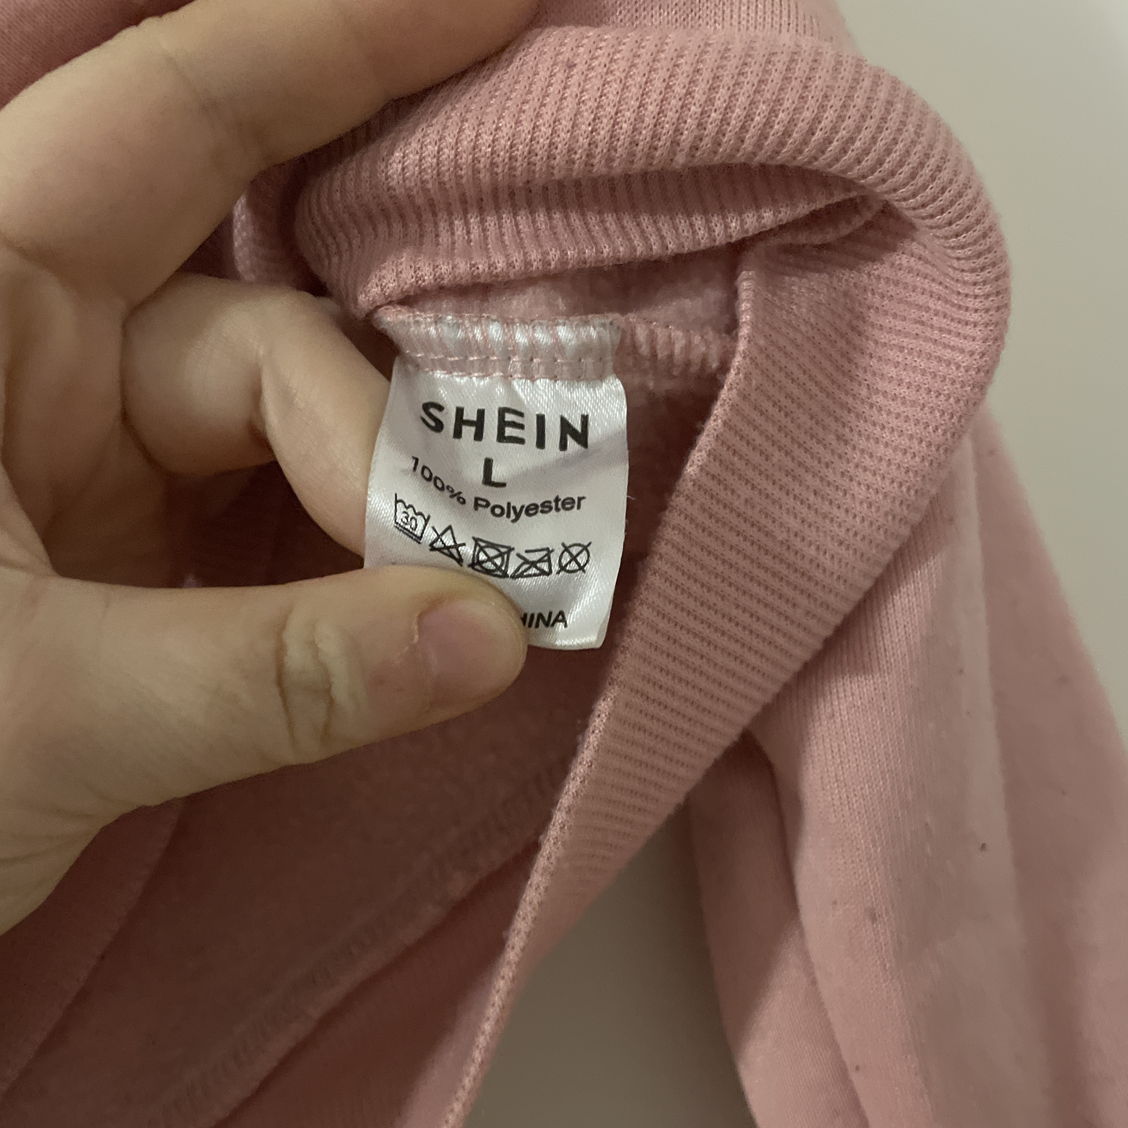 SHEIN
L
100% Polyester
30